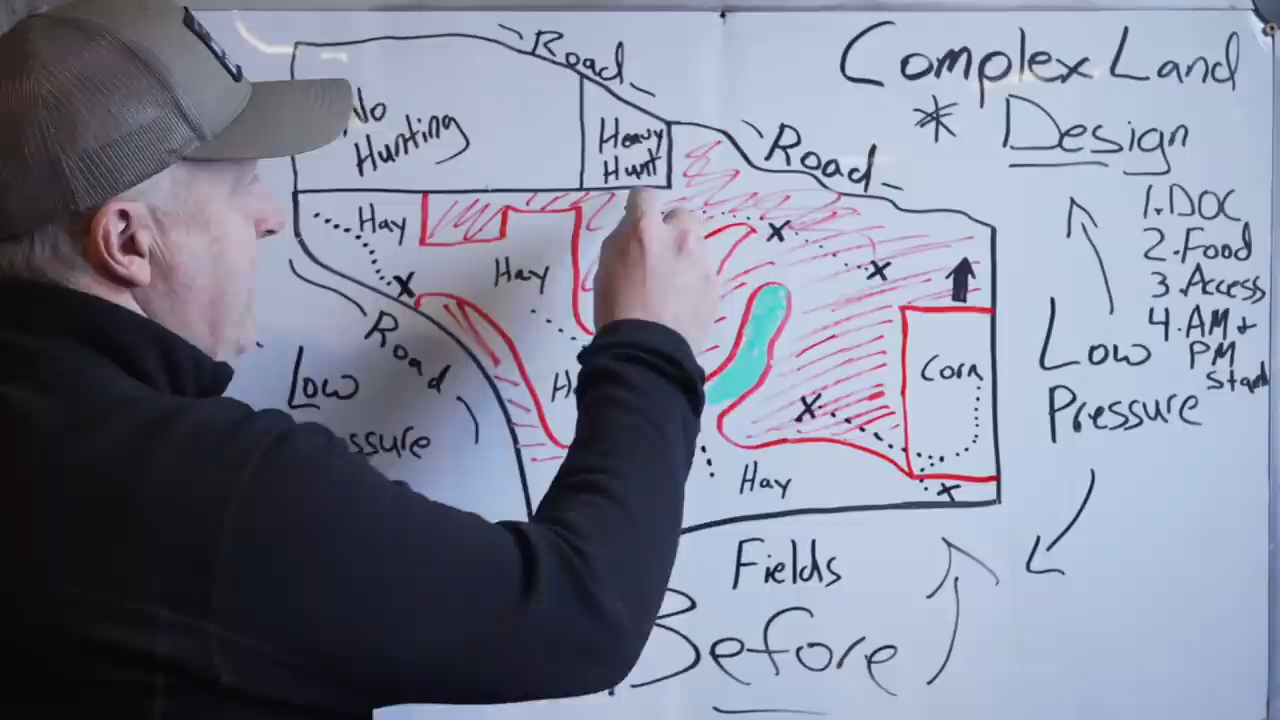 Complex Land
* Design
Road
Road
No
Hunting
Heavy
Hunt
Hay
Hay
Hay
Corn
Road
Low
Low
Pressure
1. DOC
2. Food
3. Access
4. AM +
PM
X
X
X
X
X
Fields
Before